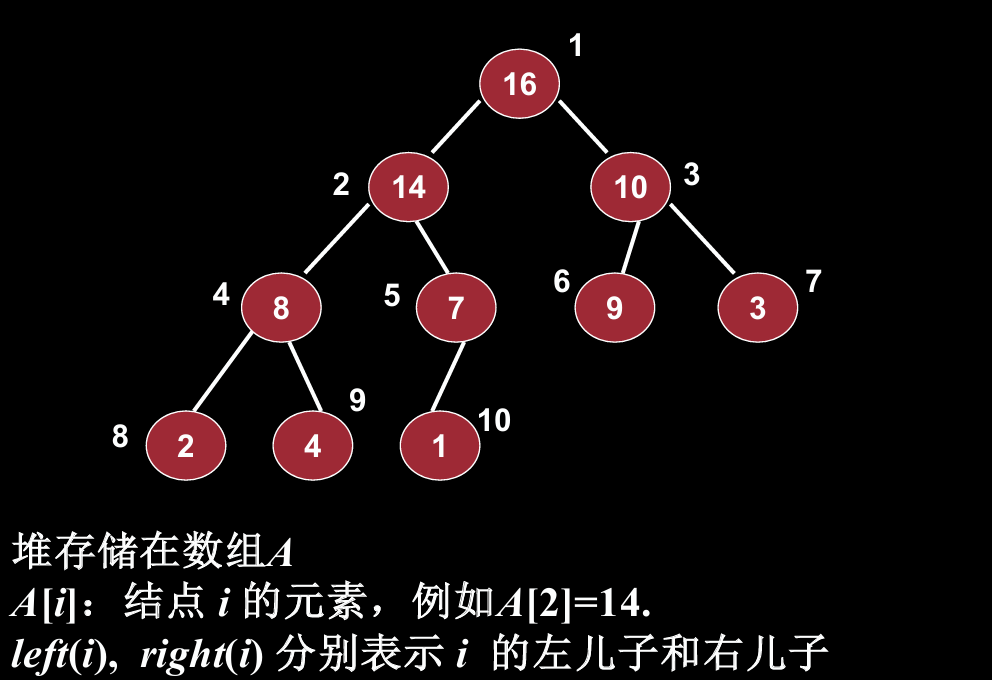 1
16
2 14 10 3
4 8 5 7 6 9 3 7
8 2 4 9 1 10
堆存储在数组A
A[i]：结点 i 的元素，例如A[2]=14.
left(i), right(i) 分别表示 i 的左儿子和右儿子